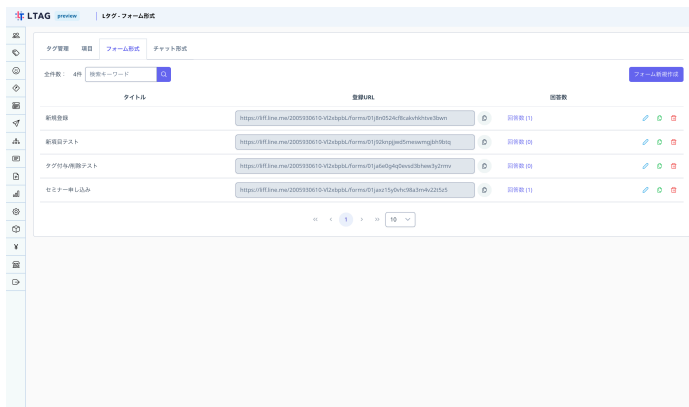 LTAG preview Lタグ - フォーム形式
タグ管理 項目 フォーム形式 チャット形式
全件数： 4件 検索キーワード フォーム新規作成
タイトル 登録URL 回答数
新規登録 https://liff.line.me/2005930610-Vl2xbpbL/forms/01j8n0524cf8cakvhkhtve3bwn 回答数 (1)
新項目テスト https://liff.line.me/2005930610-Vl2xbpbL/forms/01j92krpjjed5meswmgjbh9btq 回答数 (0)
タグ付与/削除テスト https://liff.line.me/2005930610-Vl2xbpbL/forms/01ja6e0g4q0svsd3bhee3y2rmv 回答数 (0)
セミナー申し込み https://liff.line.me/2005930610-Vl2xbpbL/forms/01jaxz15y0vhc98a3m4v22t5z5 回答数 (1)
« ‹ 1 › » 10